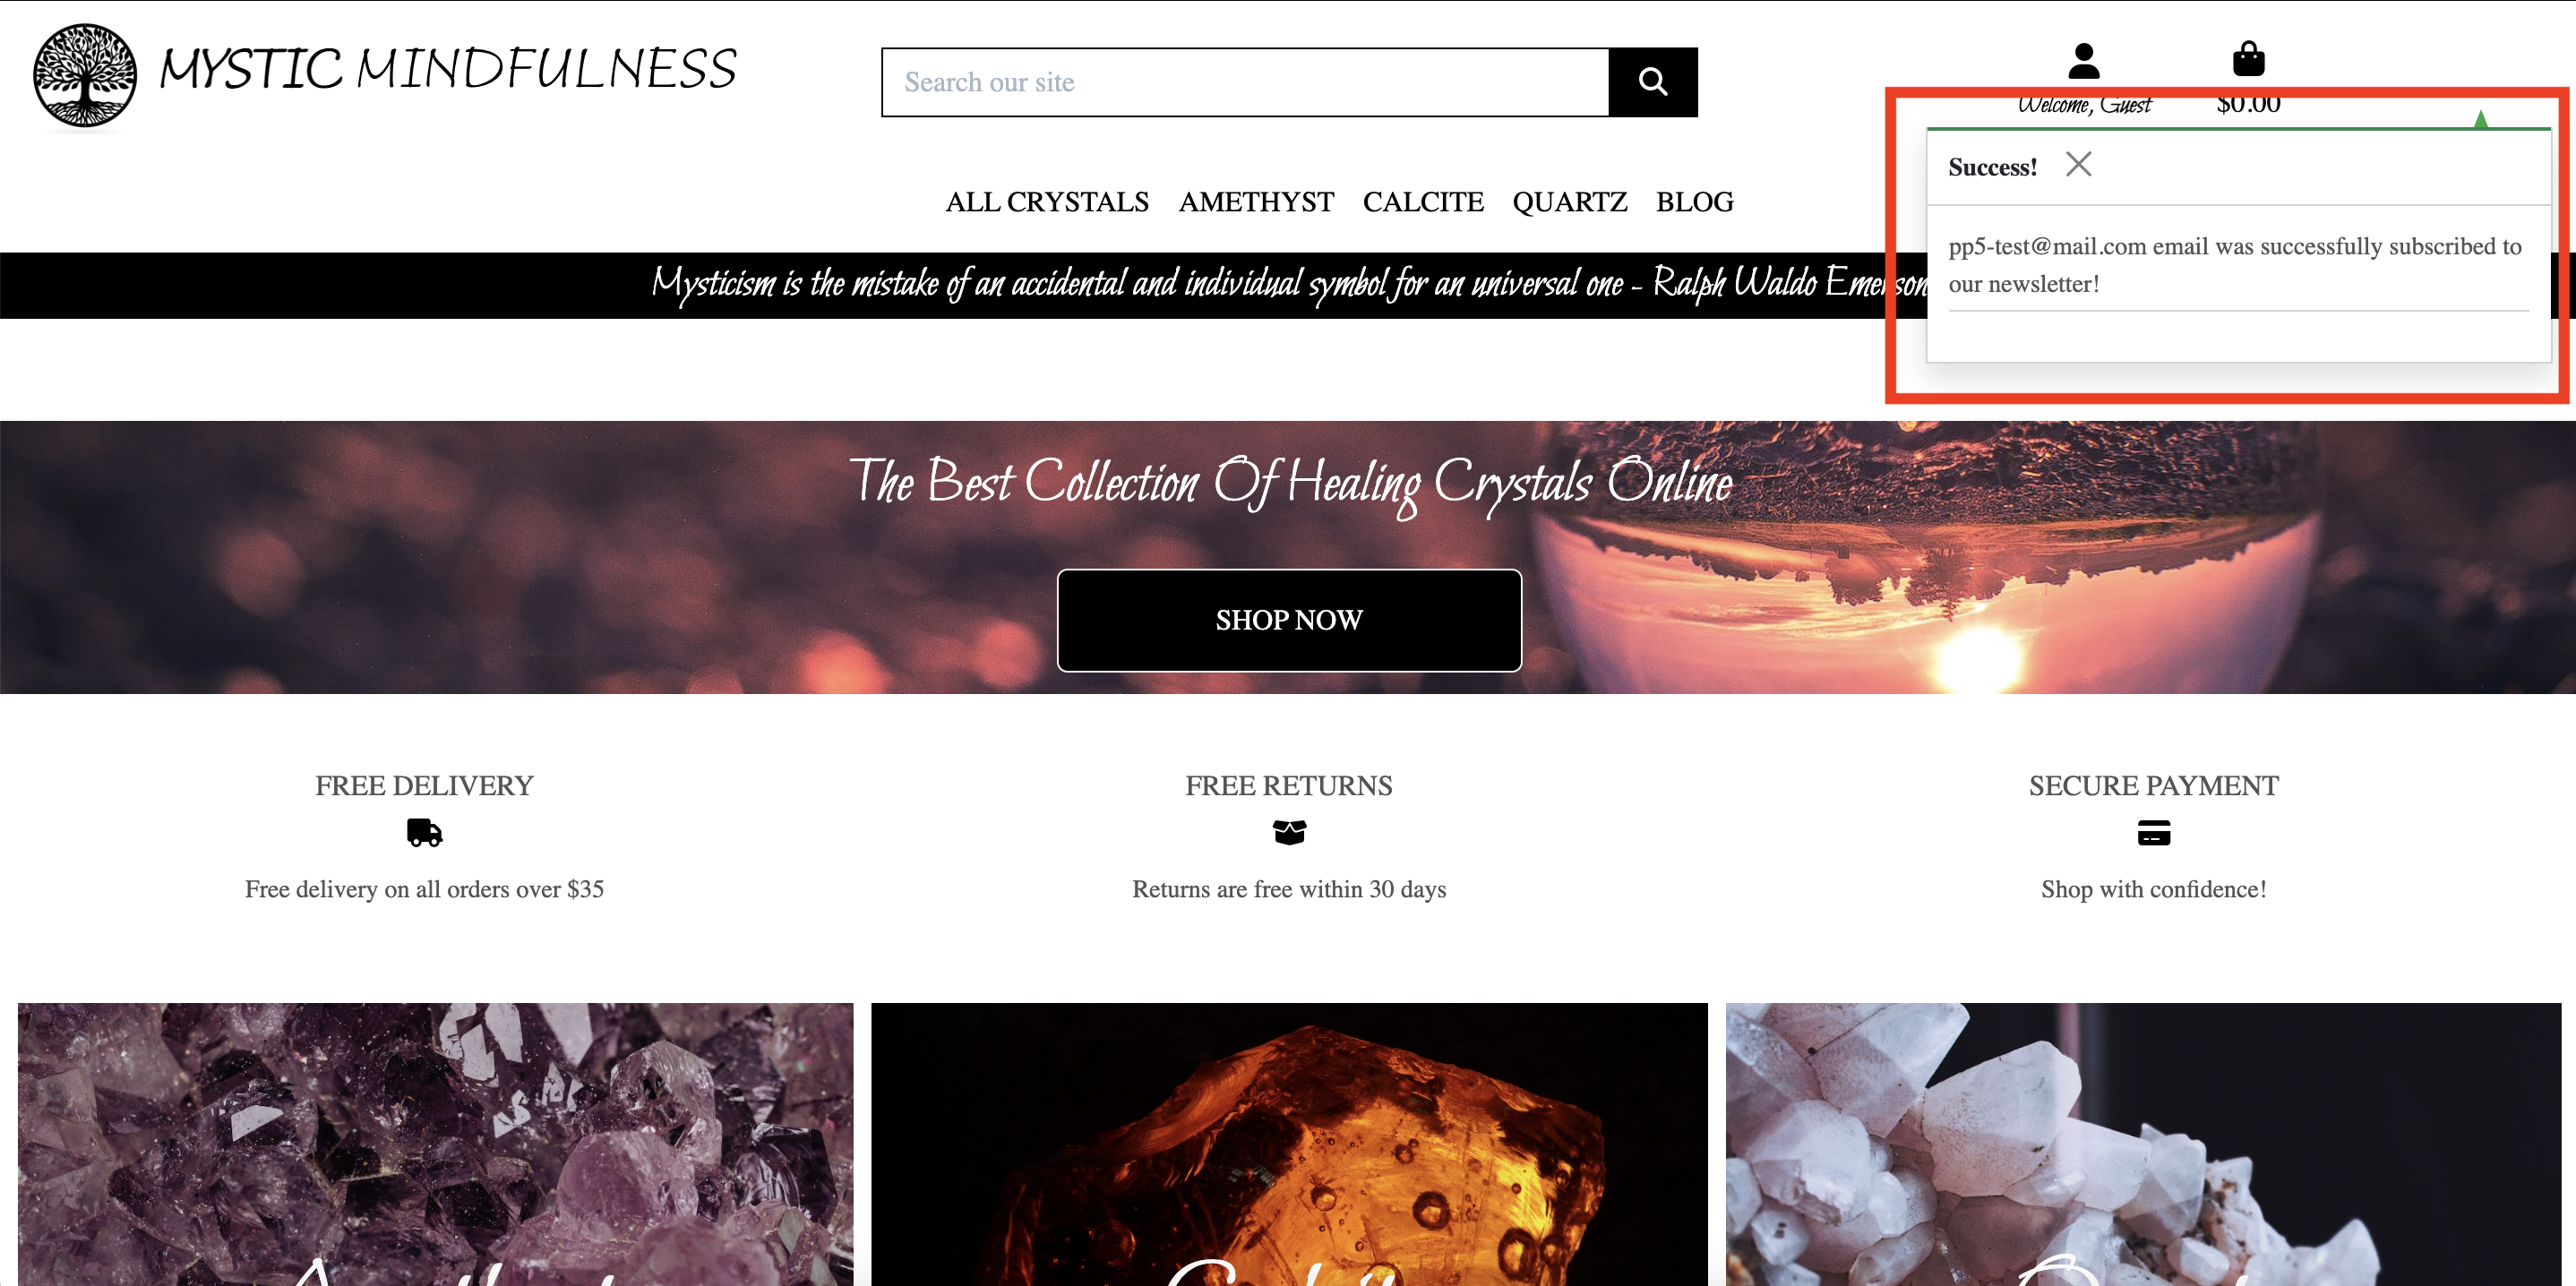 MYSTIC MINDFULNESS
Search our site
Welcome, Guest
$0.00
Success!
pp5-test@mail.com email was successfully subscribed to
our newsletter!
ALL CRYSTALS AMETHYST CALCITE QUARTZ BLOG
Mysticism is the mistake of an accidental and individual symbol for an universal one - Ralph Waldo Emerson
The Best Collection Of Healing Crystals Online
SHOP NOW
FREE DELIVERY
Free delivery on all orders over $35
FREE RETURNS
Returns are free within 30 days
SECURE PAYMENT
Shop with confidence!